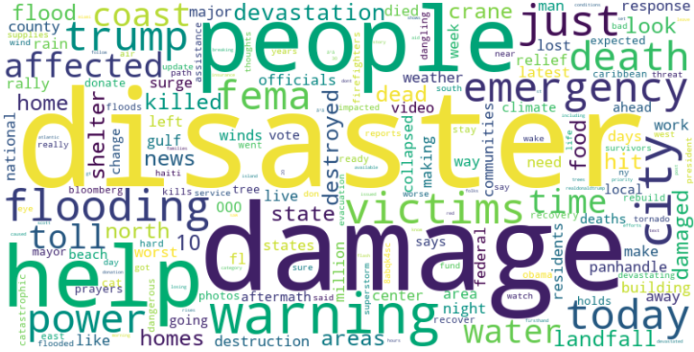 flood
coast
devastation
died
crane
just
look
response
trump
people
death
affected
major
officials
dangling
week
man
lost
expected
county
supplies
wind
rain
rally
surge
home
shelter
killed
fema
dead
weather
video
near
emergency
relief
latest
caribbean
threat
disaster
national
change
news
left
gulf
winds
vote
destroyed
collapsed
climate
communities
making
way
need
food
days
hit
city
work
ahead
survivors
local
rebuild
really
bloomberg
haiti
kills
service
tree
live
reports
stay
ready
worse
wake
life
ny
flooding
000
state
victims
time
deaths
tornado
toll
north
10
damage
says
federal
residents
make
panhandle
damaged
mayor
beach
worst
fl
states
million
fund
obama
building
away
help
day
prayers
hard
got
cat
dangerous
photos
aftermath
said
sure
center
area
night
recover
watch
holds
superstorm
evacuation
recovery
power
catastrophic
east
flooded
like
going
homes
warning
destruction
areas
water
landfall
today
assistance
thoughts
firefighters
years
south
donate
update
path
floods
impacted
conditions
west
president
devastating